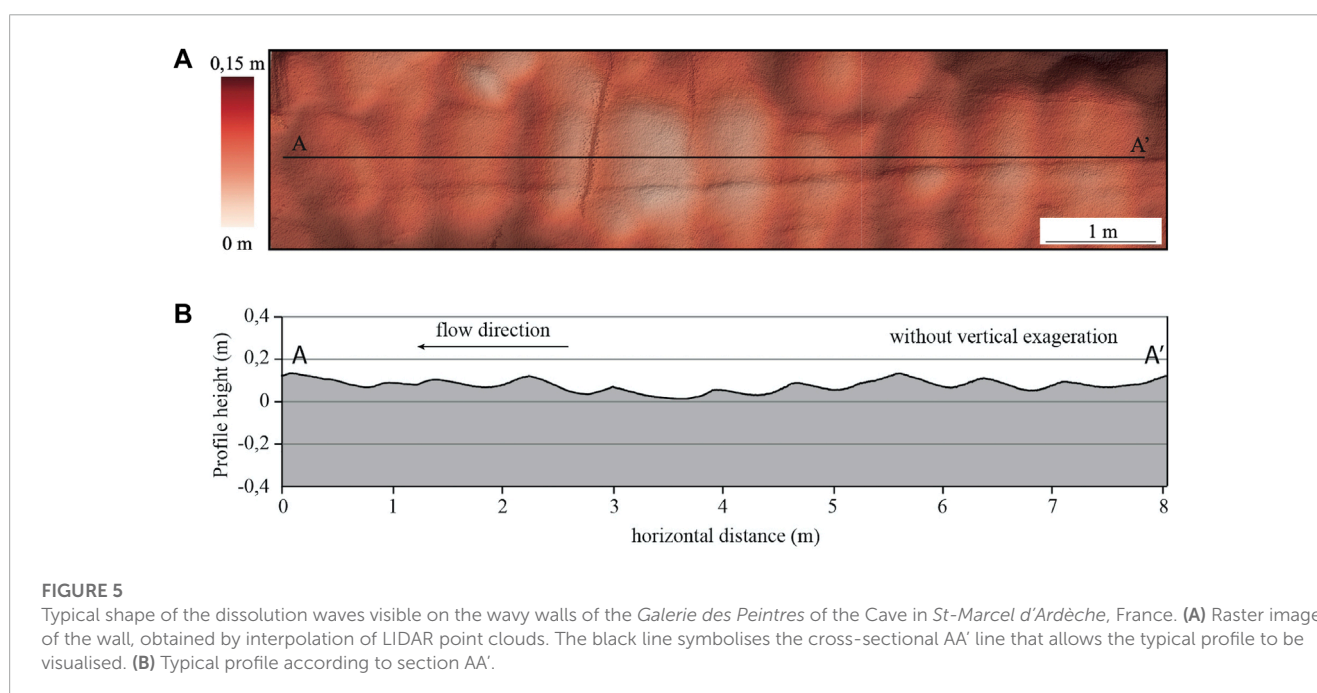 A
0,15 m
0 m
A
A'
1 m
B
0,4
0,2
0
-0,2
-0,4
Profile height (m)
flow direction
without vertical exageration
A
A'
0 1 2 3 4 5 6 7 8
horizontal distance (m)
FIGURE 5
Typical shape of the dissolution waves visible on the wavy walls of the Galerie des Peintres of the Cave in St-Marcel d'Ardèche, France. (A) Raster image
of the wall, obtained by interpolation of LIDAR point clouds. The black line symbolises the cross-sectional AA' line that allows the typical profile to be
visualised. (B) Typical profile according to section AA'.